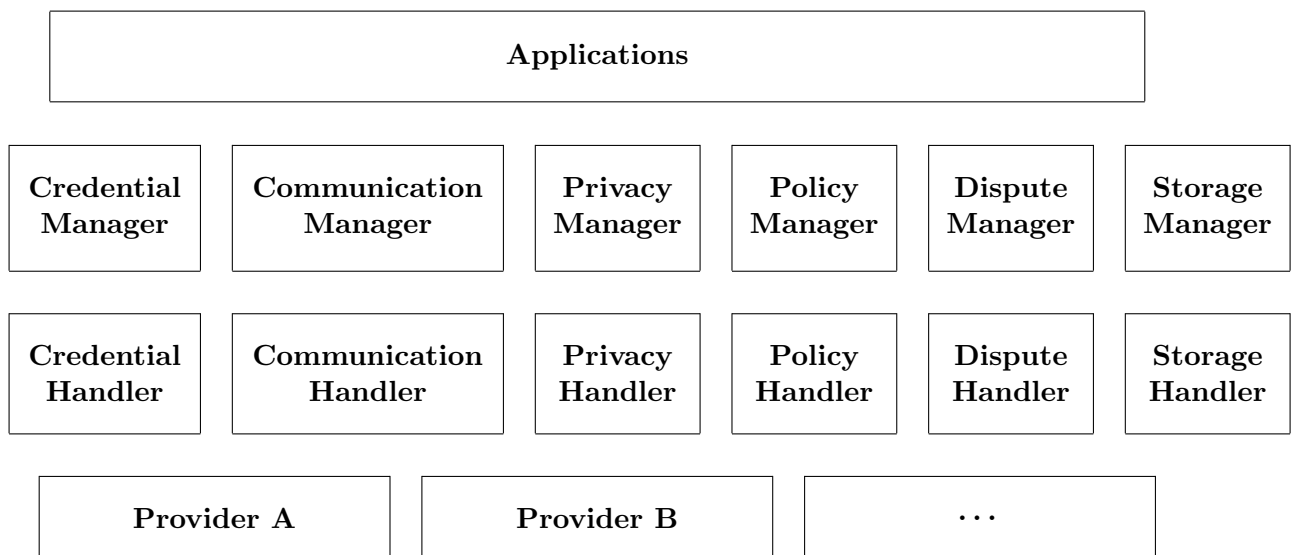 Applications
Credential
Manager
Communication
Manager
Privacy
Manager
Policy
Manager
Dispute
Manager
Storage
Manager
Credential
Handler
Communication
Handler
Privacy
Handler
Policy
Handler
Dispute
Handler
Storage
Handler
Provider A
Provider B
···